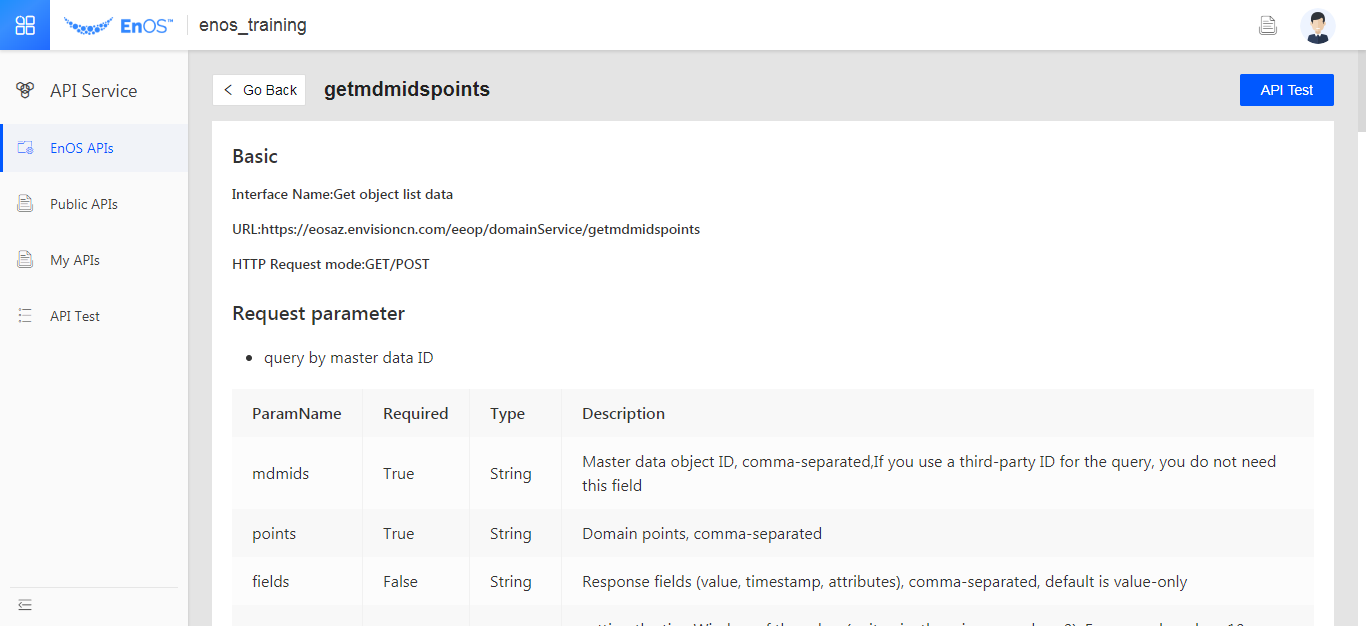 EnOS™ enos_training
API Service
EnOS APIs
Public APIs
My APIs
API Test
Go Back getmdmidspoints API Test
Basic
Interface Name:Get object list data
URL:https://eosaz.envisioncn.com/eeop/domainService/getmdmidspoints
HTTP Request mode:GET/POST
Request parameter
• query by master data ID
ParamName Required Type Description
mdmids True String Master data object ID, comma-separated,If you use a third-party ID for the query, you do not need
this field
points True String Domain points, comma-separated
fields False String Response fields (value, timestamp, attributes), comma-separated, default is value-only